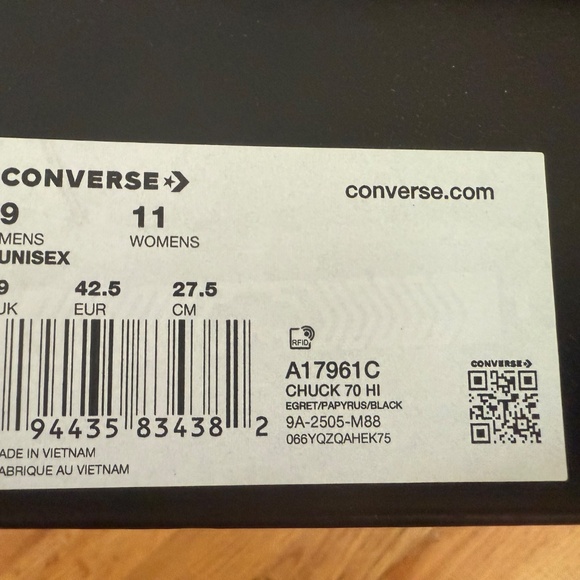 CONVERSE
converse.com
9 11
MENS WOMENS
UNISEX
9 42.5 27.5
UK EUR CM
RFID
A17961C
CHUCK 70 HI
EGRET/PAPYRUS/BLACK
9A-2505-M88
066YQZQAHEK75
CONVERSE
94435 83438 2
MADE IN VIETNAM
FABRIQUE AU VIETNAM